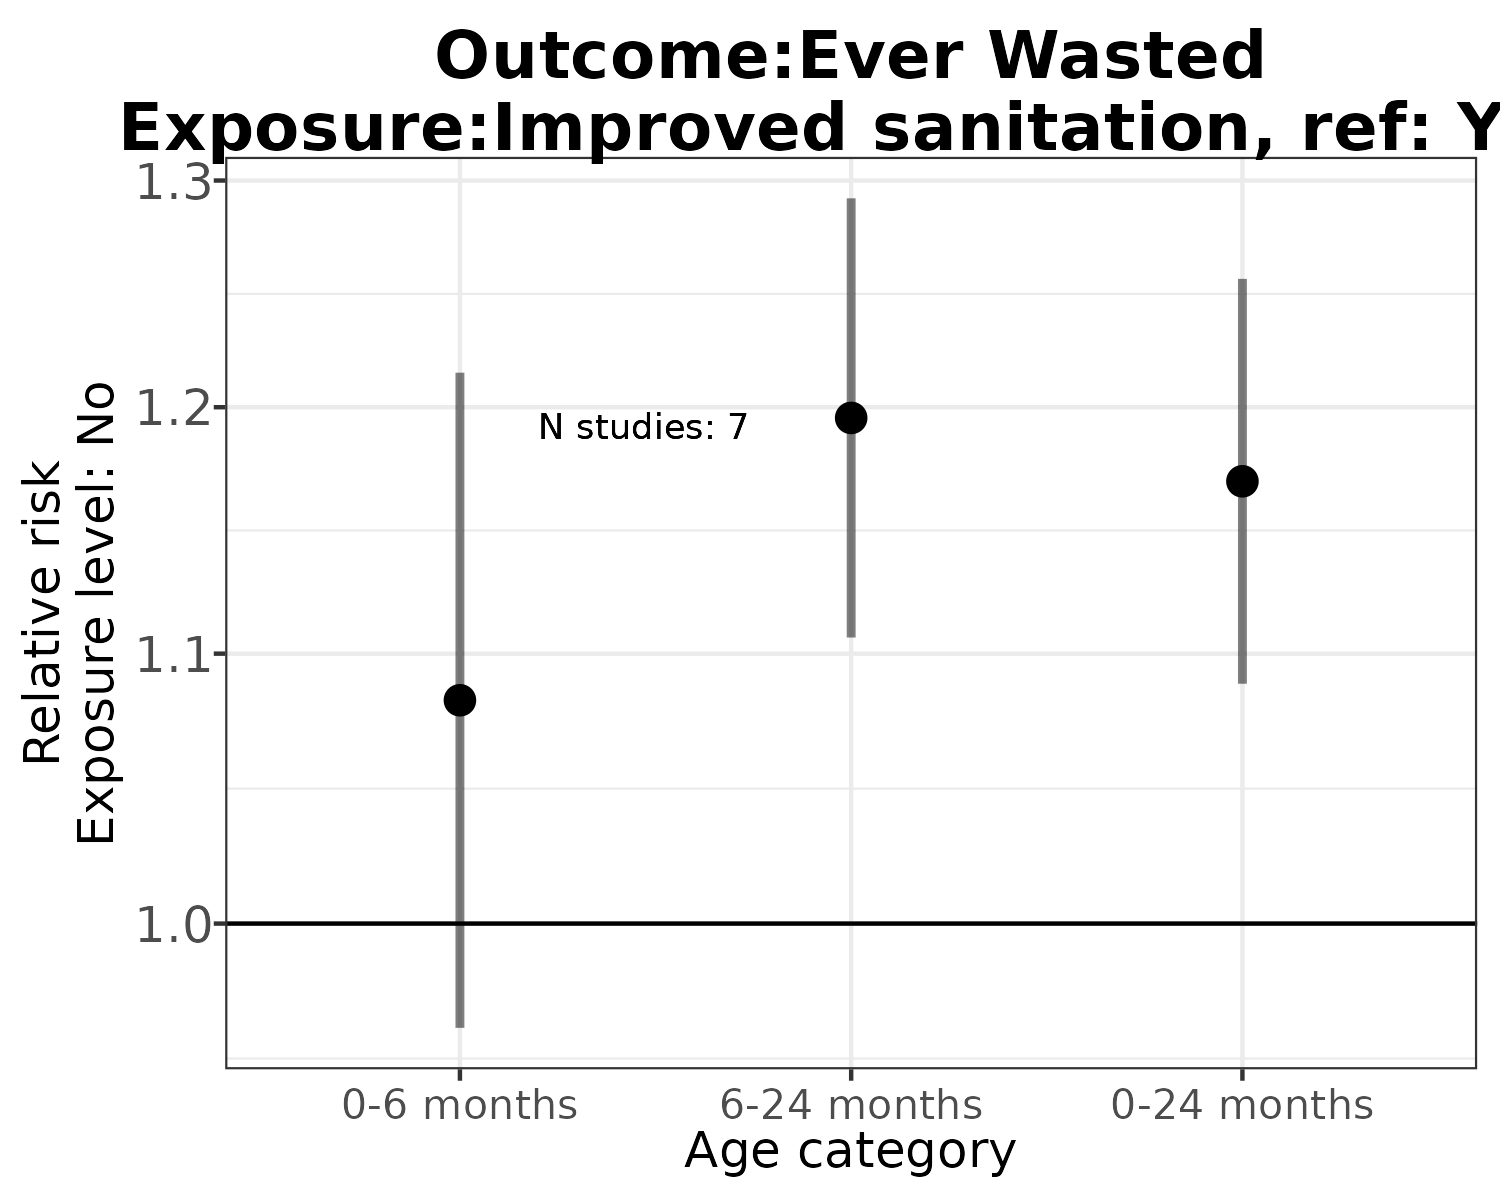 Outcome:Ever Wasted
Exposure:Improved sanitation, ref: Y
1.3
1.2
1.1
1.0
Relative risk
Exposure level: No
N studies: 7
0-6 months
6-24 months
0-24 months
Age category